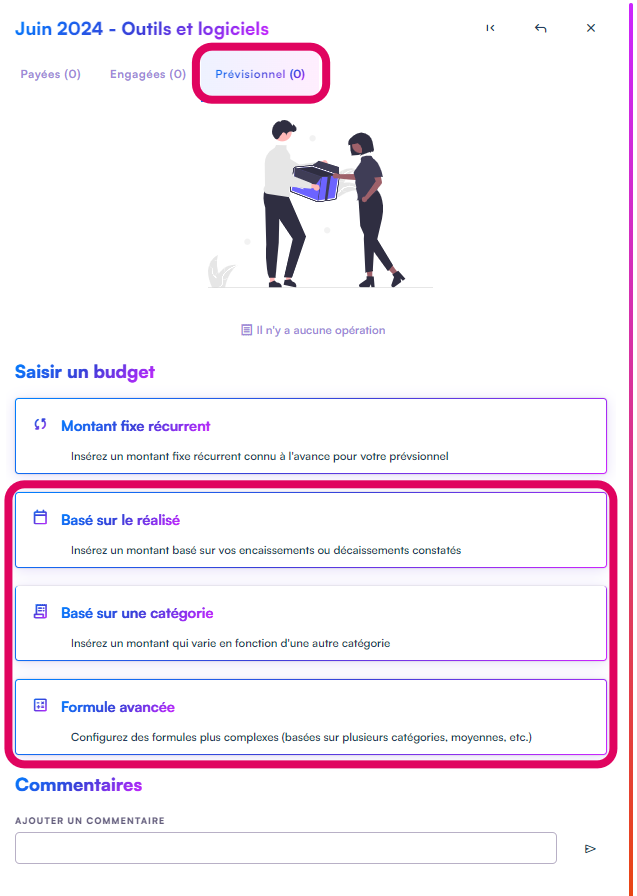 Juin 2024 - Outils et logiciels
Payées (0) Engagées (0) Prévisionnel (0)
Il n'y a aucune opération
Saisir un budget
Montant fixe récurrent
Insérez un montant fixe récurrent connu à l'avance pour votre prévsionnel
Basé sur le réalisé
Insérez un montant basé sur vos encaissements ou décaissements constatés
Basé sur une catégorie
Insérez un montant qui varie en fonction d'une autre catégorie
Formule avancée
Configurez des formules plus complexes (basées sur plusieurs catégories, moyennes, etc.)
Commentaires
AJOUTER UN COMMENTAIRE